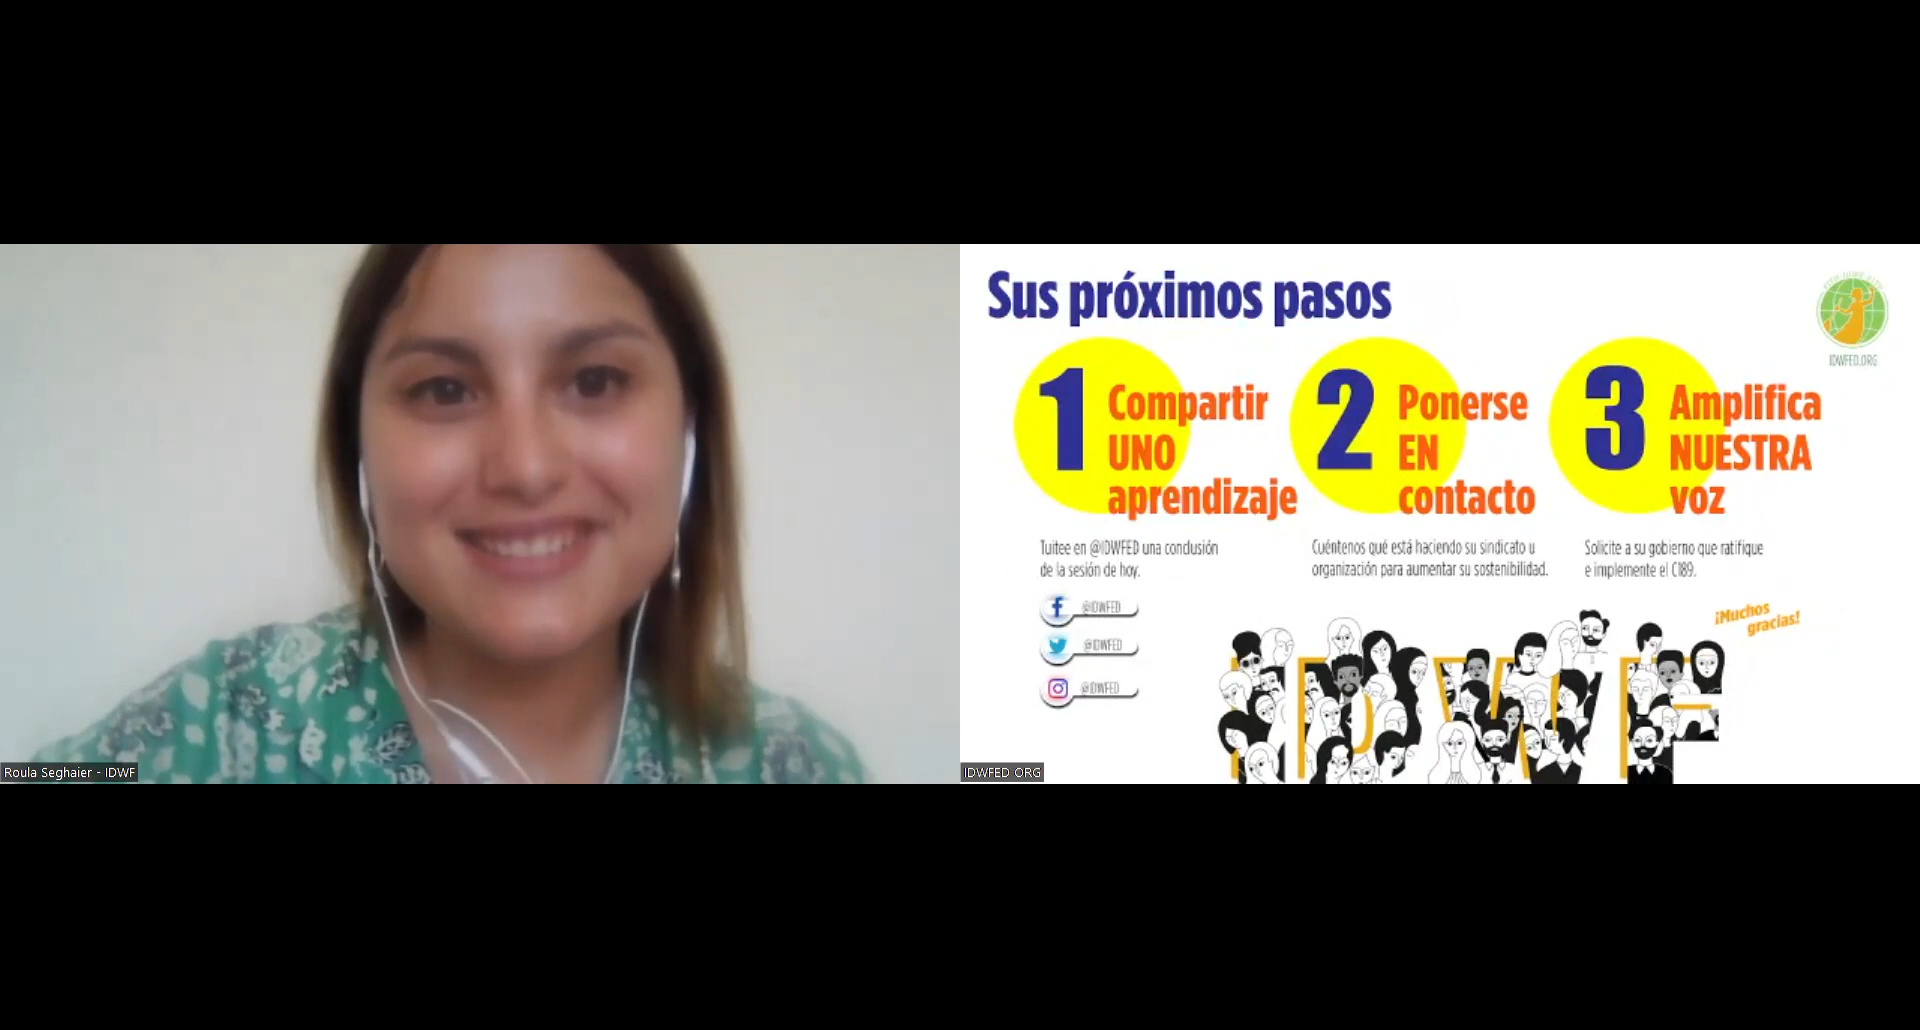 Roula Seghaier - IDWF
Sus próximos pasos
IDWFED.ORG
1
Compartir
UNO
aprendizaje
Tuitee en @IDWFED una conclusión
de la sesión de hoy.
@IDWFED
@IDWFED
@IDWFED
2
Ponerse
EN
contacto
Cuéntenos qué está haciendo su sindicato u
organización para aumentar su sostenibilidad.
3
Amplifica
NUESTRA
voz
Solicite a su gobierno que ratifique
e implemente el C189.
¡Muchos
gracias!
IDWF
IDWFED ORG